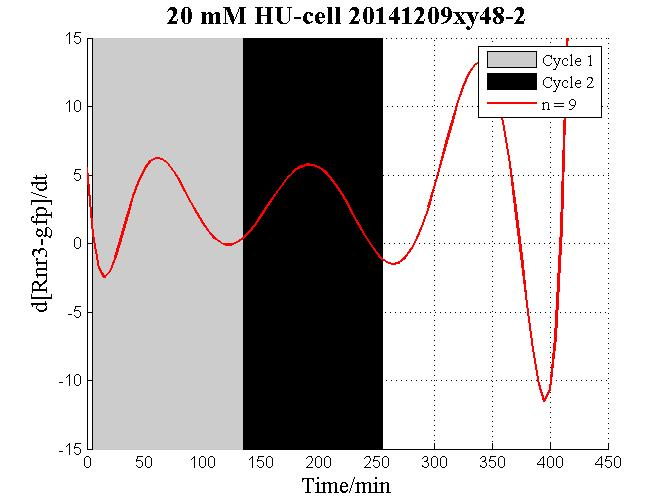 20 mM HU-cell 20141209xy48-2
Cycle 1
Cycle 2
n = 9
d[Rnr3-gfp]/dt
15
10
5
0
-5
-10
-15
0 50 100 150 200 250 300 350 400 450
Time/min